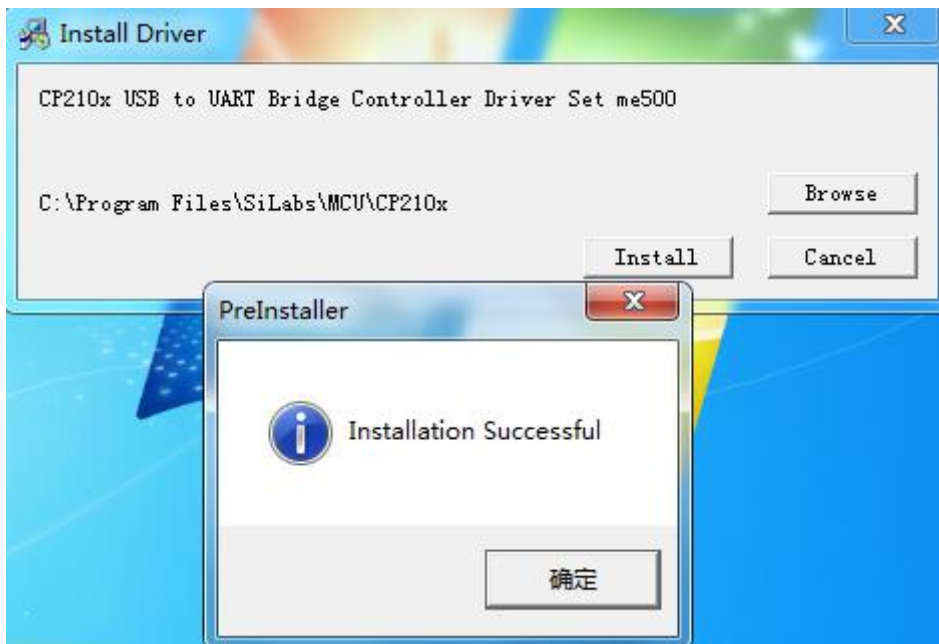 Install Driver
CP210x USB to UART Bridge Controller Driver Set me500
C:\Program Files\SiLabs\MCU\CP210x
Browse
Install
Cancel
PreInstaller
Installation Successful
确定